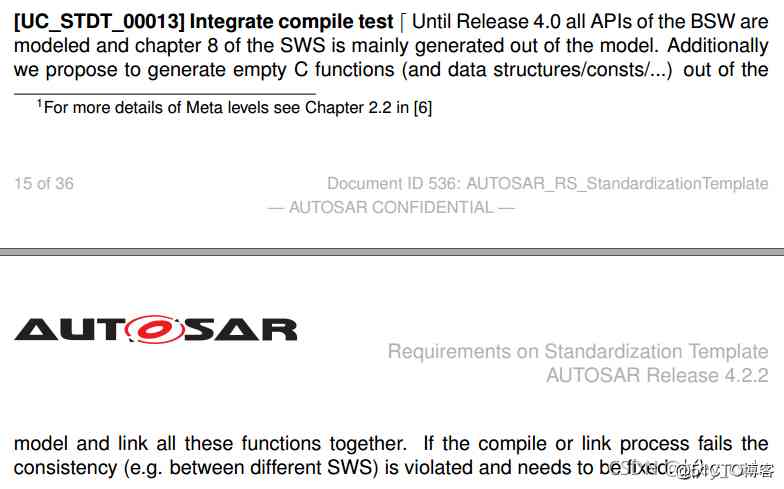 [UC_STDT_00013] Integrate compile test ⌈ Until Release 4.0 all APIs of the BSW are
modeled and chapter 8 of the SWS is mainly generated out of the model. Additionally
we propose to generate empty C functions (and data structures/consts/...) out of the
1For more details of Meta levels see Chapter 2.2 in [6]
15 of 36
Document ID 536: AUTOSAR_RS_StandardizationTemplate
— AUTOSAR CONFIDENTIAL —
AUTOSAR
Requirements on Standardization Template
AUTOSAR Release 4.2.2
model and link all these functions together. If the compile or link process fails the
consistency (e.g. between different SWS) is violated and needs to be fixed.
@51CTO博客